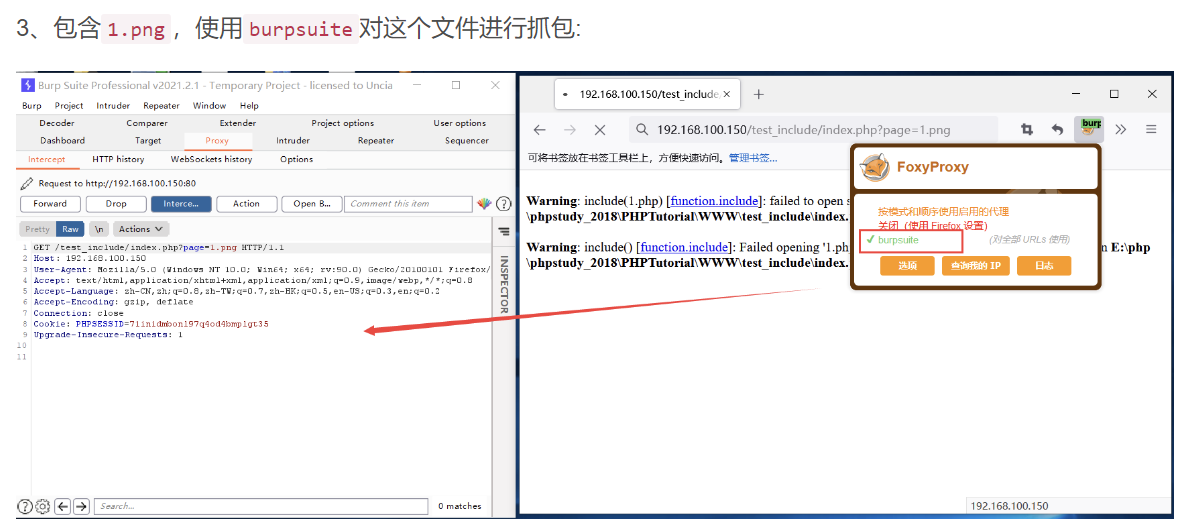 3、包含1.png，使用burpsuite对这个文件进行抓包:
Burp Suite Professional v2021.2.1 - Temporary Project - licensed to Uncia
Burp Project Intruder Repeater Window Help
Decoder Comparer Extender Project options User options
Dashboard Target Proxy Intruder Repeater Sequencer
Intercept HTTP history WebSockets history Options
Request to http://192.168.100.150:80
Forward Drop Interce... Action Open B... Comment this item
Pretty Raw \n Actions
1 GET /test_include/index.php?page=1.png HTTP/1.1
2 Host: 192.168.100.150
3 User-Agent: Mozilla/5.0 (Windows NT 10.0; Win64; x64; rv:90.0) Gecko/20100101 Firefox/
4 Accept: text/html,application/xhtml+xml,application/xml;q=0.9,image/webp,*/*;q=0.8
5 Accept-Language: zh-CN,zh;q=0.8,zh-TW;q=0.7,zh-HK;q=0.5,en-US;q=0.3,en;q=0.2
6 Accept-Encoding: gzip, deflate
7 Connection: close
8 Cookie:
9 Upgrade-Insecure-Requests: 1
10
11
INSPECTOR
Search...
0 matches
192.168.100.150/test_include
192.168.100.150/test_include/index.php?page=1.png
burp
可将书签放在书签工具栏上，方便快速访问。管理书签...
Warning: include(1.php) [function.include]: failed to open s
\phpstudy_2018\PHPTutorial\WWW\test_include\index.
Warning: include() [function.include]: Failed opening '1.ph
n E:\php
\phpstudy_2018\PHPTutorial\WWW\test_include\index.
FoxyProxy
按模式和顺序使用启用的代理
关闭（使用 Firefox 设置）
✔ burpsuite (对全部 URLs 使用)
选项 查询我的 IP 日志
192.168.100.150